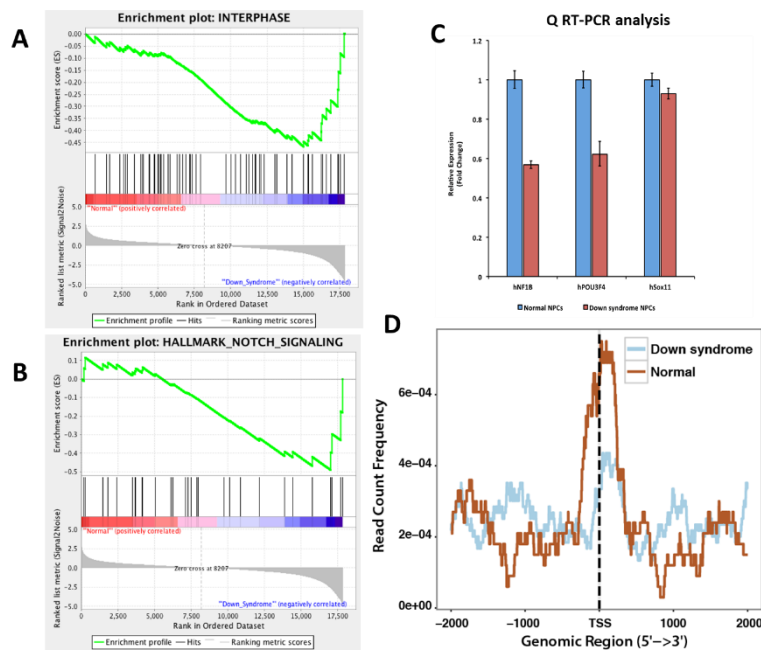 A
Enrichment plot: INTERPHASE
Enrichment score (ES)
0.00
-0.05
-0.10
-0.15
-0.20
-0.25
-0.30
-0.35
-0.40
-0.45
"Normal" (positively correlated)
Ranked list metric (Signal2Noise)
5.0
2.5
0.0
-2.5
-5.0
Zero cross at 8207
"Down_Syndrome" (negatively correlated)
0 2,500 5,000 7,500 10,000 12,500 15,000 17,500
Rank in Ordered Dataset
Enrichment profile Hits Ranking metric scores
B
Enrichment plot: HALLMARK_NOTCH_SIGNALING
Enrichment score (ES)
0.1
0.0
-0.1
-0.2
-0.3
-0.4
-0.5
"Normal" (positively correlated)
Ranked list metric (Signal2Noise)
5.0
2.5
0.0
-2.5
-5.0
Zero cross at 8207
"Down_Syndrome" (negatively correlated)
0 2,500 5,000 7,500 10,000 12,500 15,000 17,500
Rank in Ordered Dataset
Enrichment profile Hits Ranking metric scores
C
Q RT-PCR analysis
Relative Expression
(Fold Change)
1.2
1
0.8
0.6
0.4
0.2
0
hNF1B hPOU3F4 hSox11
Normal NPCs Down syndrome NPCs
D
Down syndrome
Normal
Read Count Frequency
6e-04
4e-04
2e-04
0e+00
-2000 -1000 TSS 1000 2000
Genomic Region (5'->3')